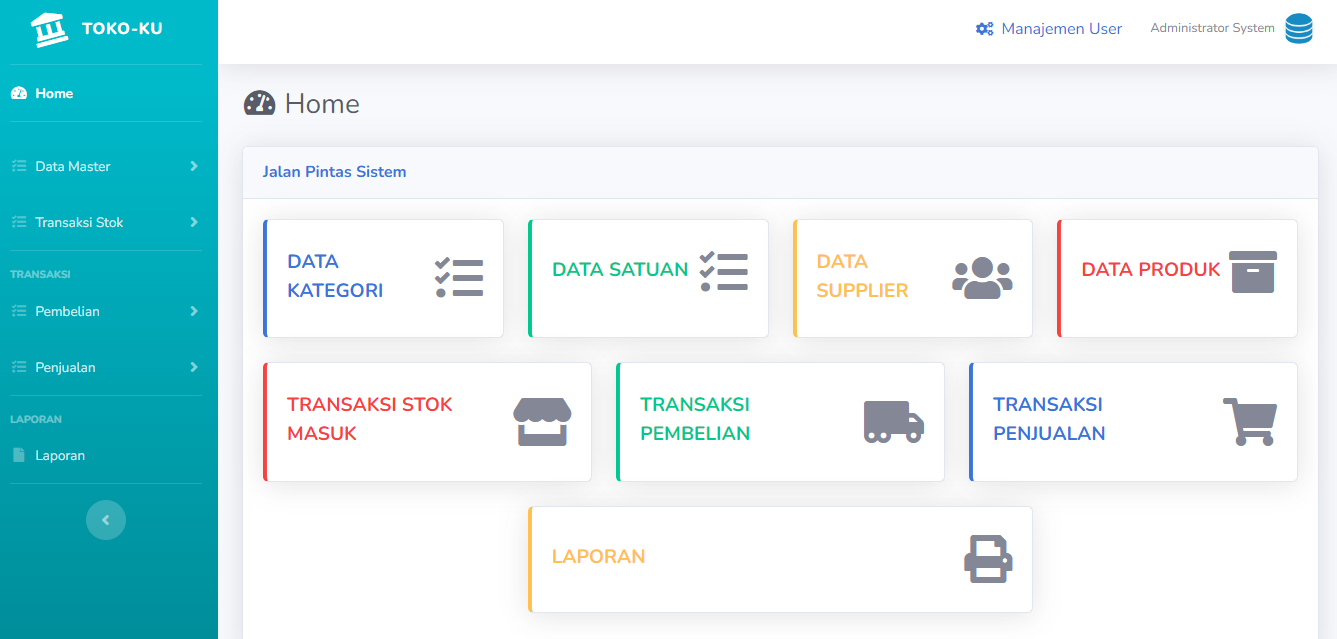 TOKO-KU
Manajemen User
Administrator System
Home
Data Master
Transaksi Stok
TRANSAKSI
Pembelian
Penjualan
LAPORAN
Laporan
Home
Jalan Pintas Sistem
DATA
KATEGORI
DATA SATUAN
DATA
SUPPLIER
DATA PRODUK
TRANSAKSI STOK
MASUK
TRANSAKSI
PEMBELIAN
TRANSAKSI
PENJUALAN
LAPORAN